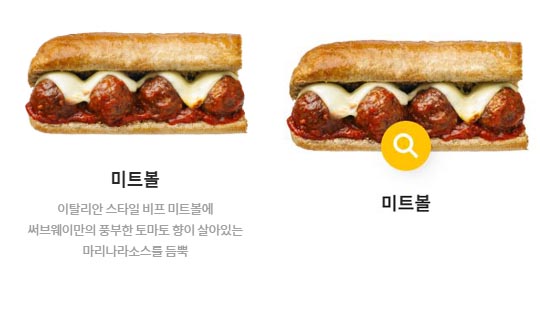 미트볼
이탈리안 스타일 비프 미트볼에
써브웨이만의 풍부한 토마토 향이 살아있는
마리나라소스를 듬뿍
미트볼